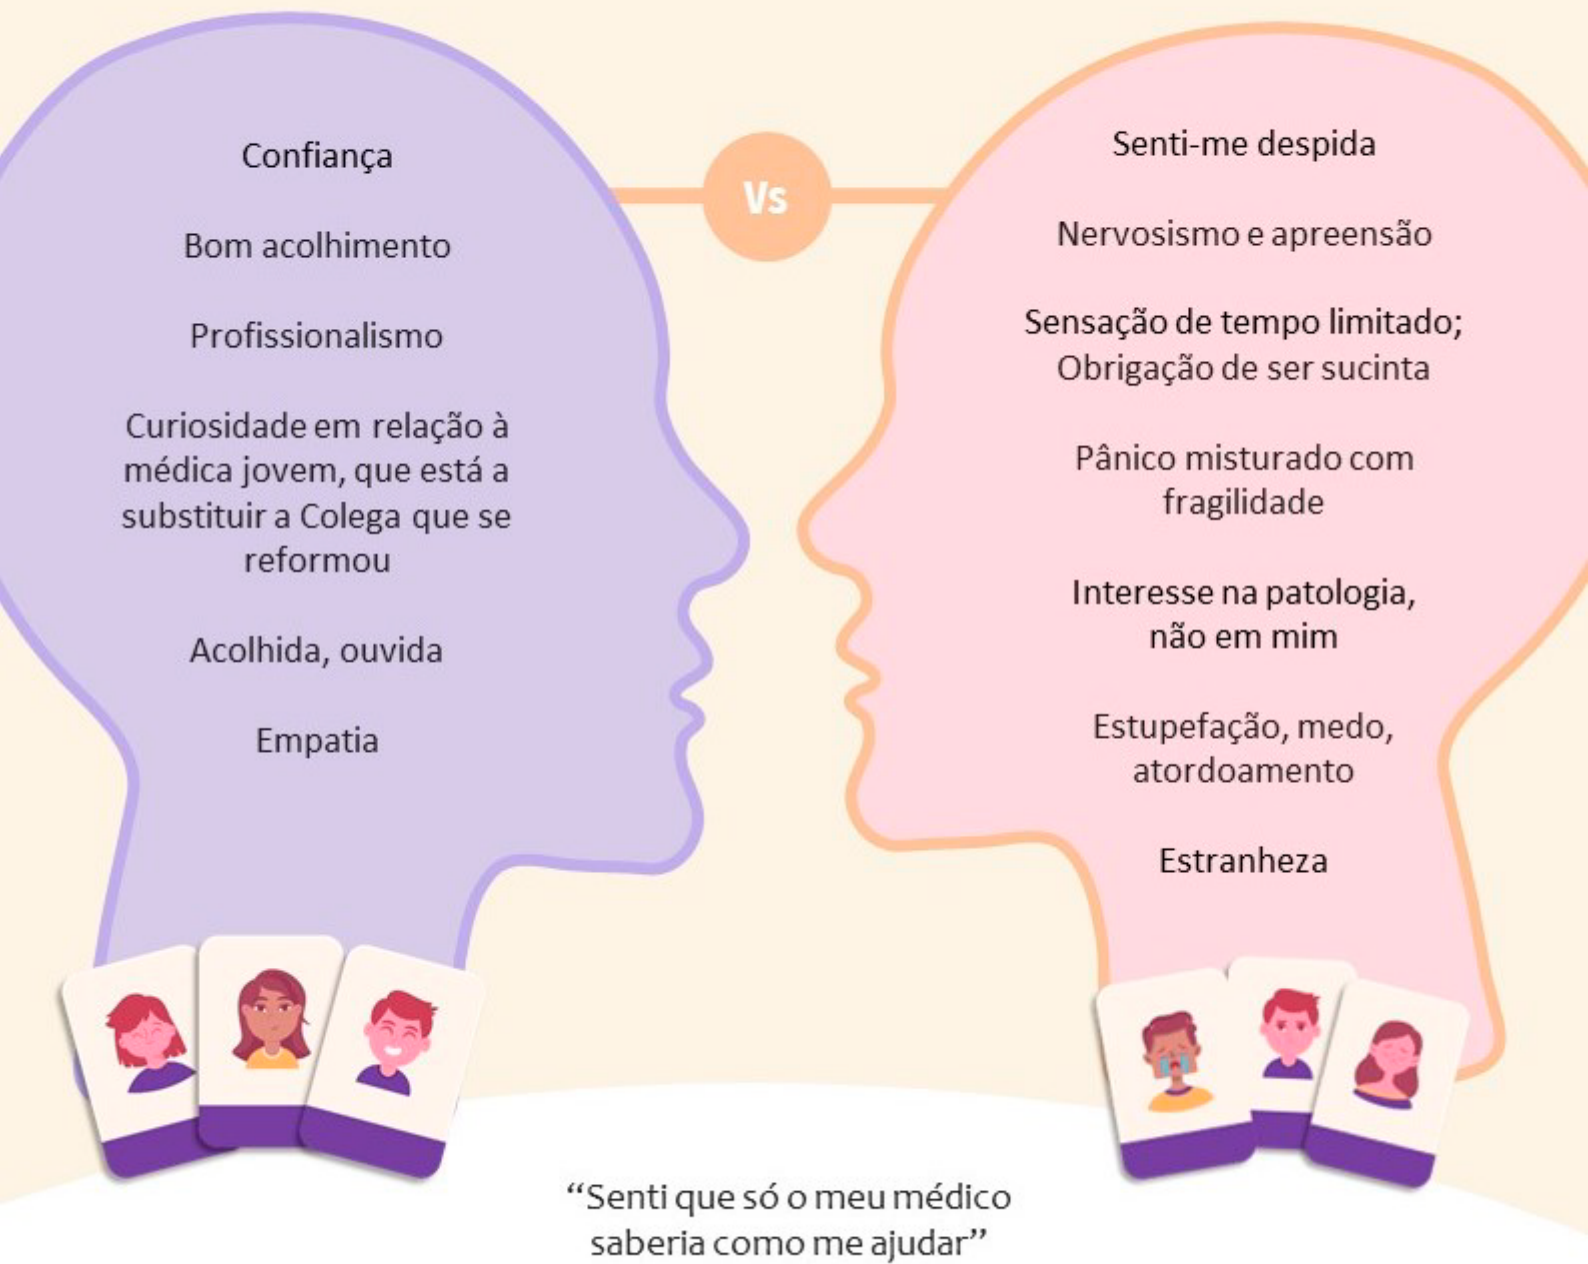 Confiança
Bom acolhimento
Profissionalismo
Curiosidade em relação à
médica jovem, que está a
substituir a Colega que se
reformou
Acolhida, ouvida
Empatia
Vs
Senti-me despida
Nervosismo e apreensão
Sensação de tempo limitado;
Obrigação de ser sucinta
Pânico misturado com
fragilidade
Interesse na patologia,
não em mim
Estupefação, medo,
atordoamento
Estranheza
“Senti que só o meu médico
saberia como me ajudar”